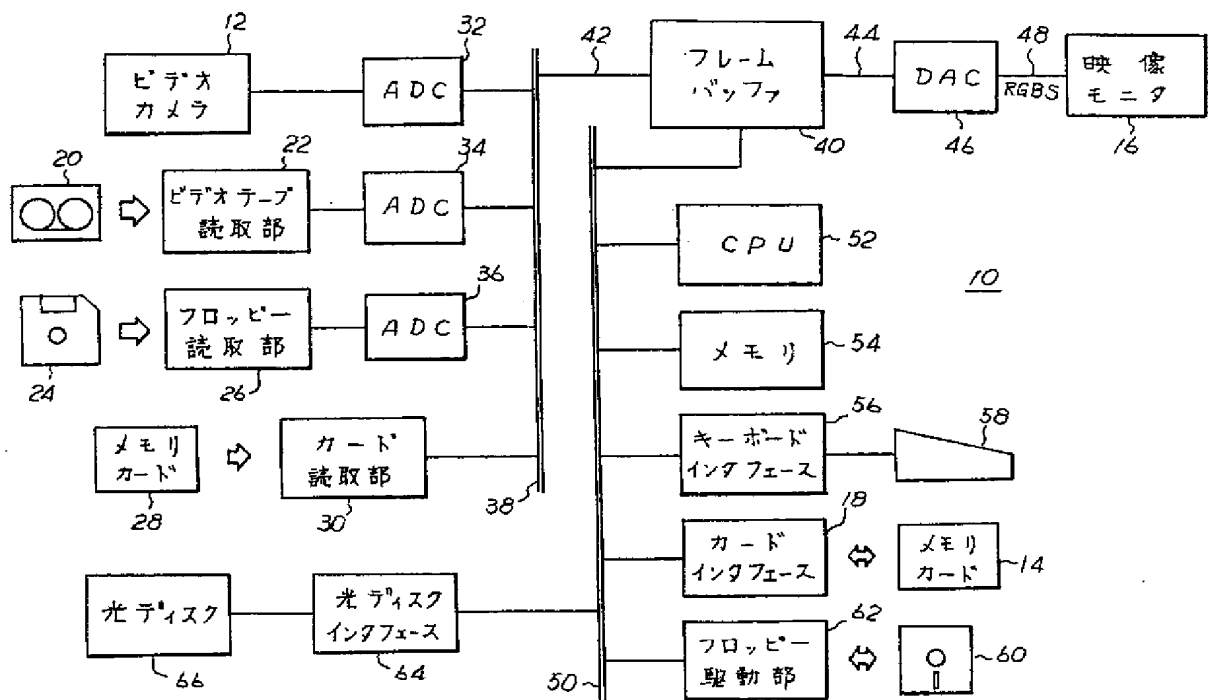 12
ビデオ
カメラ
32
ADC
42
フレーム
バッファ
40
44
DAC
46
48
RGBS
映像
モニタ
16
20
22
ビデオテープ
読取部
34
ADC
24
フロッピー
読取部
26
36
ADC
メモリ
カード
28
カード
読取部
30
38
CPU
52
10
メモリ
54
56
キーボード
インタフェース
58
18
カード
インタフェース
メモリ
カード
14
光ディスク
66
光ディスク
インタフェース
64
50
62
フロッピー
駆動部
60